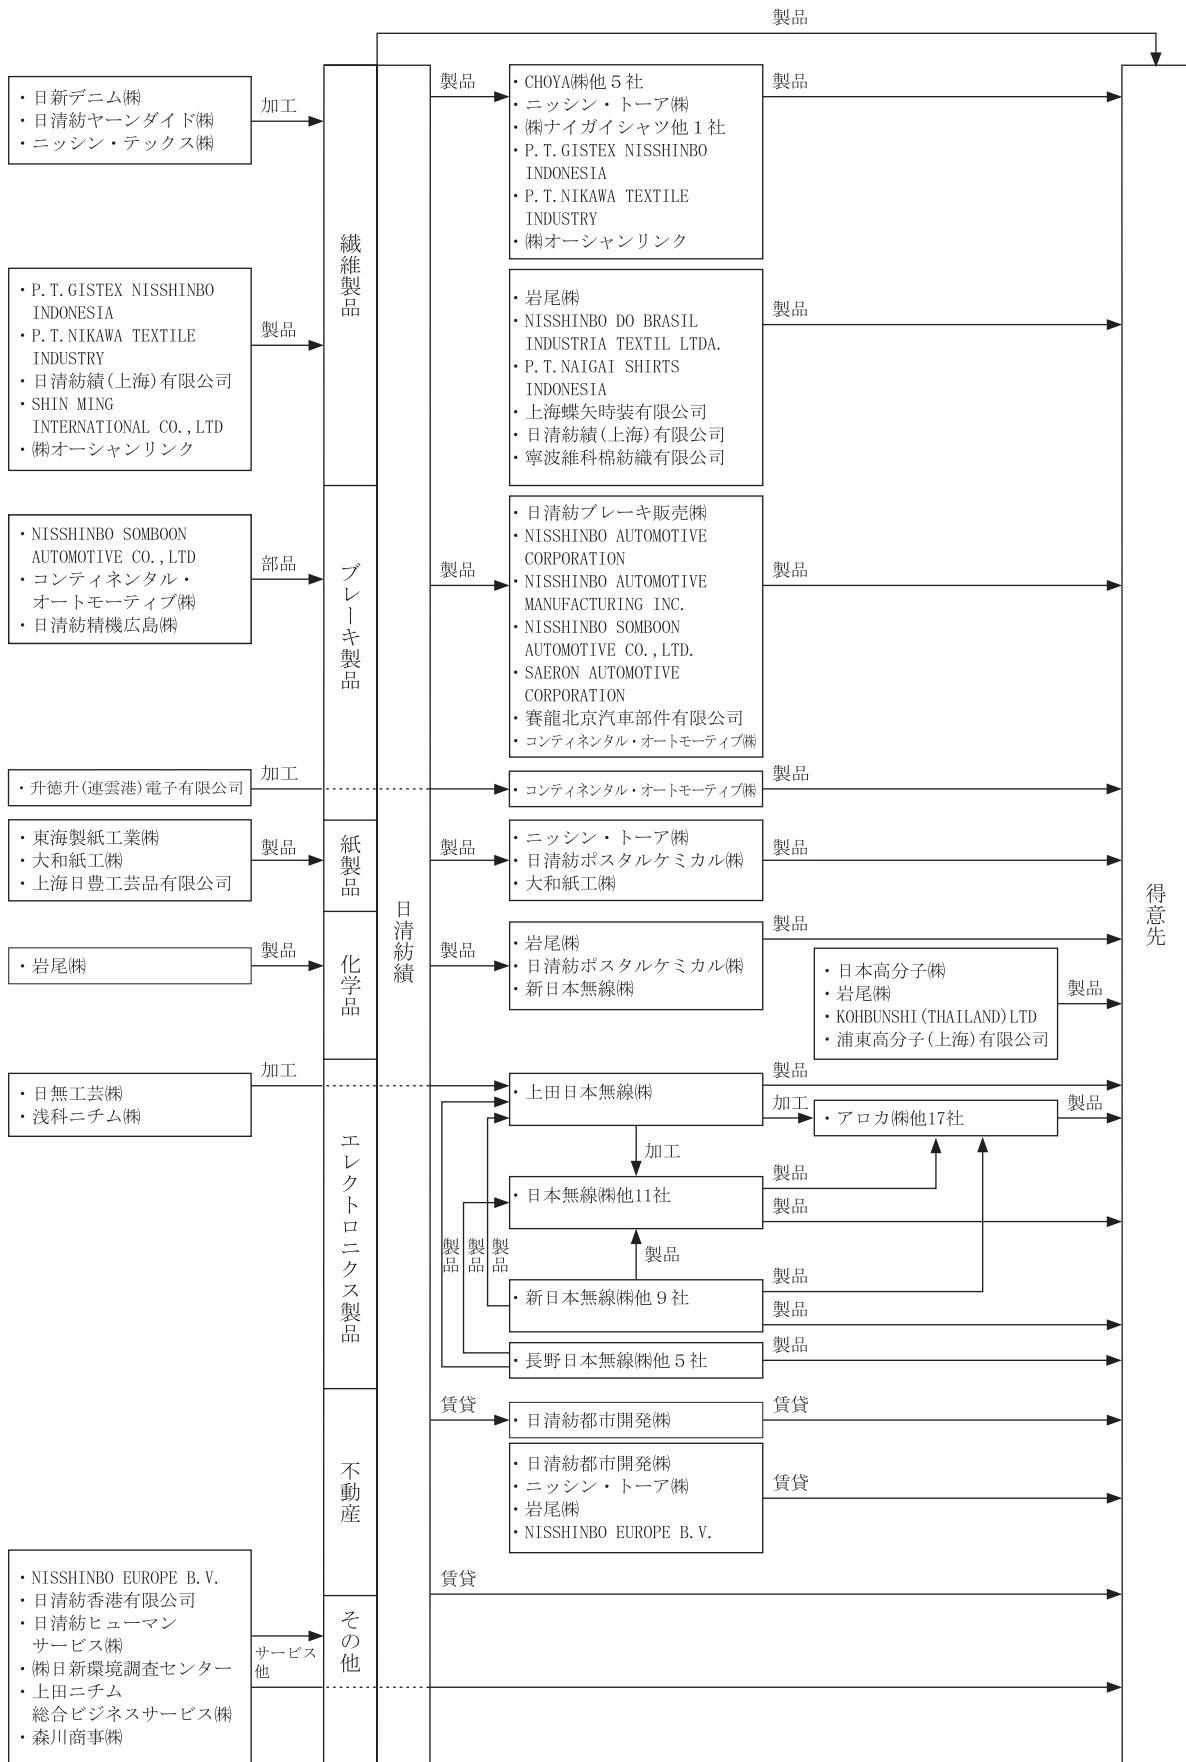 製品
・日新デニム㈱
・日清紡ヤーンダイド㈱
・ニッシン・テックス㈱
加工
繊維製品
製品
・CHOYA㈱他５社
・ニッシン・トーア㈱
・㈱ナイガイシャツ他１社
・P.T.GISTEX NISSHINBO
INDONESIA
・P.T.NIKAWA TEXTILE
INDUSTRY
・㈱オーシャンリンク
製品
・P.T.GISTEX NISSHINBO
INDONESIA
・P.T.NIKAWA TEXTILE
INDUSTRY
・日清紡績(上海)有限公司
・SHIN MING
INTERNATIONAL CO.,LTD
・㈱オーシャンリンク
製品
・岩尾㈱
・NISSHINBO DO BRASIL
INDUSTRIA TEXTIL LTDA.
・P.T.NAIGAI SHIRTS
INDONESIA
・上海蝶矢時装有限公司
・日清紡績(上海)有限公司
・寧波維科棉紡織有限公司
製品
・NISSHINBO SOMBOON
AUTOMOTIVE CO.,LTD
・コンティネンタル・
オートモーティブ㈱
・日清紡精機広島㈱
部品
ブレーキ製品
製品
・日清紡ブレーキ販売㈱
・NISSHINBO AUTOMOTIVE
CORPORATION
・NISSHINBO AUTOMOTIVE
MANUFACTURING INC.
・NISSHINBO SOMBOON
AUTOMOTIVE CO.,LTD.
・SAERON AUTOMOTIVE
CORPORATION
・賽龍北京汽車部件有限公司
・コンティネンタル・オートモーティブ㈱
製品
・升徳升(連雲港)電子有限公司
加工
・コンティネンタル・オートモーティブ㈱
製品
・東海製紙工業㈱
・大和紙工㈱
・上海日豊工芸品有限公司
製品
紙製品
製品
・ニッシン・トーア㈱
・日清紡ポスタルケミカル㈱
・大和紙工㈱
製品
日清紡績
得意先
・岩尾㈱
製品
化学品
製品
・岩尾㈱
・日清紡ポスタルケミカル㈱
・新日本無線㈱
製品
・日本高分子㈱
・岩尾㈱
・KOHBUNSHI(THAILAND)LTD
・浦東高分子(上海)有限公司
製品
・日無工芸㈱
・浅科ニチム㈱
加工
エレクトロニクス製品
・上田日本無線㈱
製品
加工
・アロカ㈱他17社
製品
加工
・日本無線㈱他11社
製品
製品
製品
製品
製品
製品
・新日本無線㈱他９社
製品
製品
・長野日本無線㈱他５社
製品
不動産
賃貸
・日清紡都市開発㈱
賃貸
・日清紡都市開発㈱
・ニッシン・トーア㈱
・岩尾㈱
・NISSHINBO EUROPE B.V.
賃貸
賃貸
・NISSHINBO EUROPE B.V.
・日清紡香港有限公司
・日清紡ヒューマン
サービス㈱
・㈱日新環境調査センター
・上田ニチム
総合ビジネスサービス㈱
・森川商事㈱
サービス
他
その他